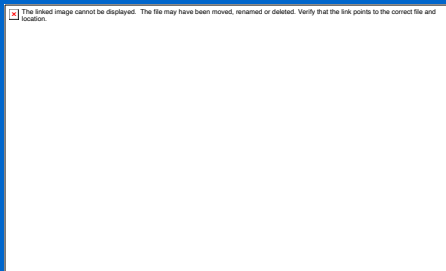 The linked image cannot be displayed.  The file may have been moved, renamed or deleted. Verify that the link points to the correct file and
location.